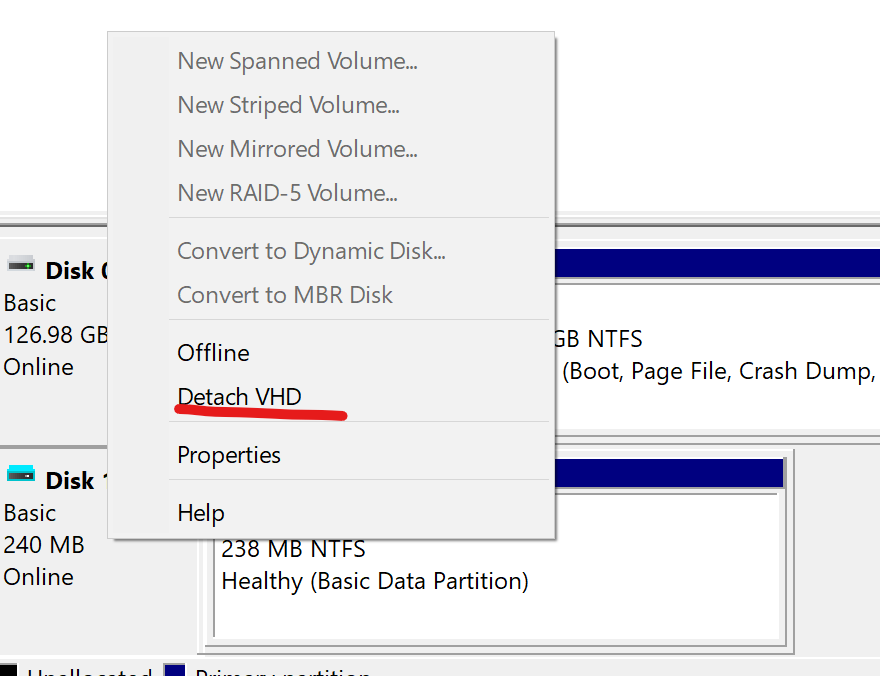 New Spanned Volume...
New Striped Volume...
New Mirrored Volume...
New RAID-5 Volume...
Convert to Dynamic Disk...
Convert to MBR Disk
Offline
Detach VHD
Properties
Help
Disk 0
Basic
126.98 GB
Online
GB NTFS
(Boot, Page File, Crash Dump,
Disk 1
Basic
240 MB
Online
238 MB NTFS
Healthy (Basic Data Partition)
Unallocated
Primary partition